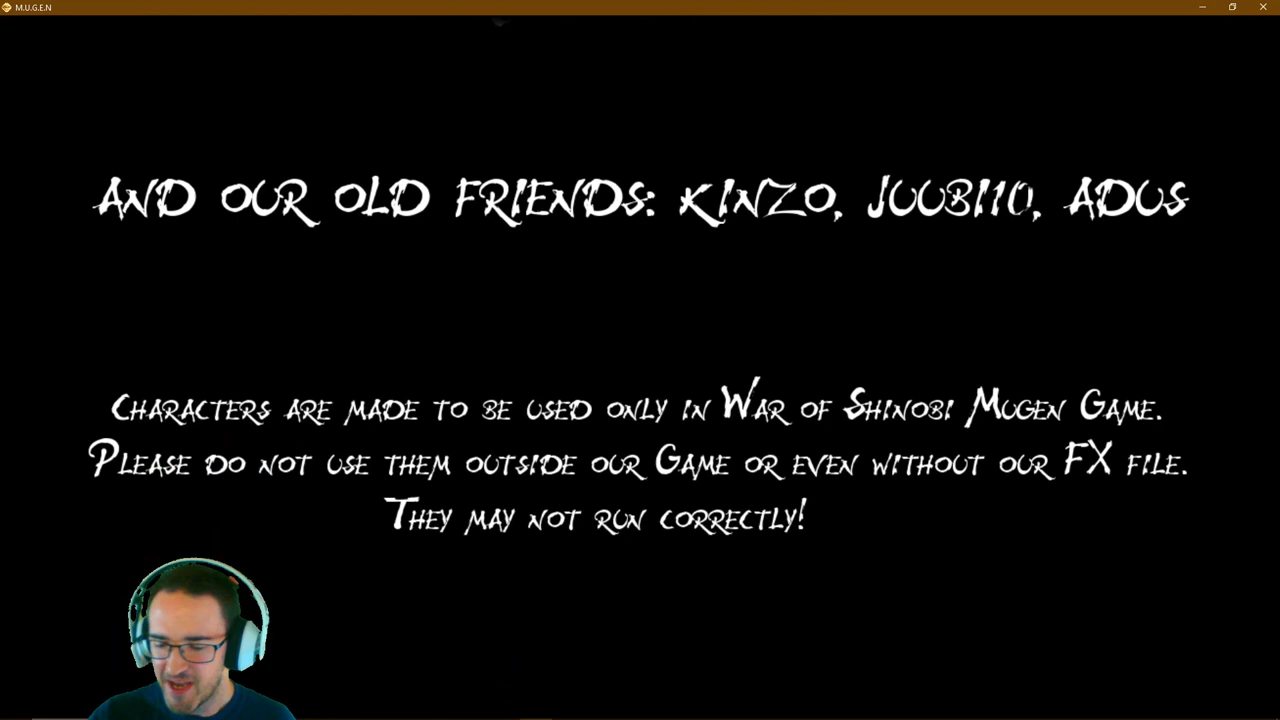 M.U.G.E.N
AND OUR OLD FRIENDS: KINZO, JUUBI10, ADUS
CHARACTERS ARE MADE TO BE USED ONLY IN WAR OF SHINOBI MUGEN GAME.
PLEASE DO NOT USE THEM OUTSIDE OUR GAME OR EVEN WITHOUT OUR FX FILE.
THEY MAY NOT RUN CORRECTLY!